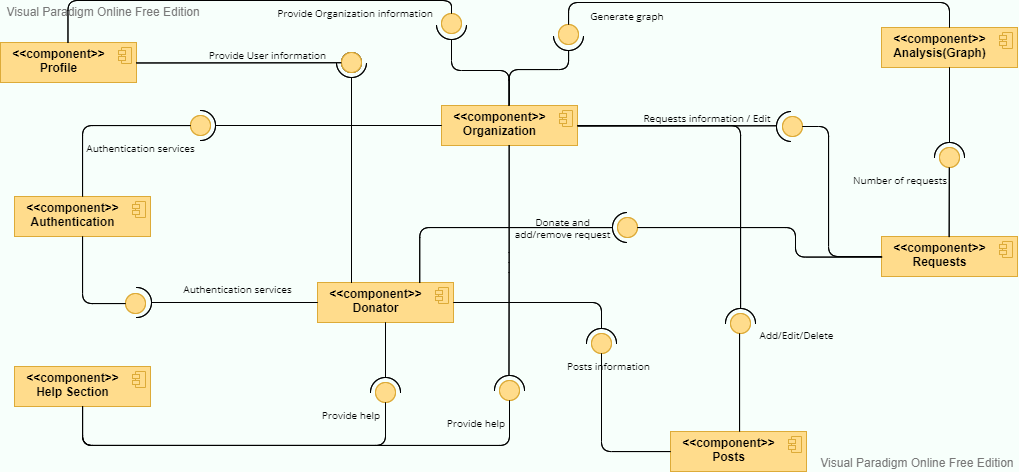 Visual Paradigm Online Free Edition
Provide Organization information
Generate graph
<<component>>
Profile
Provide User information
<<component>>
Analysis(Graph)
<<component>>
Organization
Requests information / Edit
Authentication services
Number of requests
<<component>>
Authentication
Donate and
add/remove request
<<component>>
Requests
Authentication services
<<component>>
Donator
Add/Edit/Delete
Posts information
<<component>>
Help Section
Provide help
Provide help
<<component>>
Posts
Visual Paradigm Online Free Edition